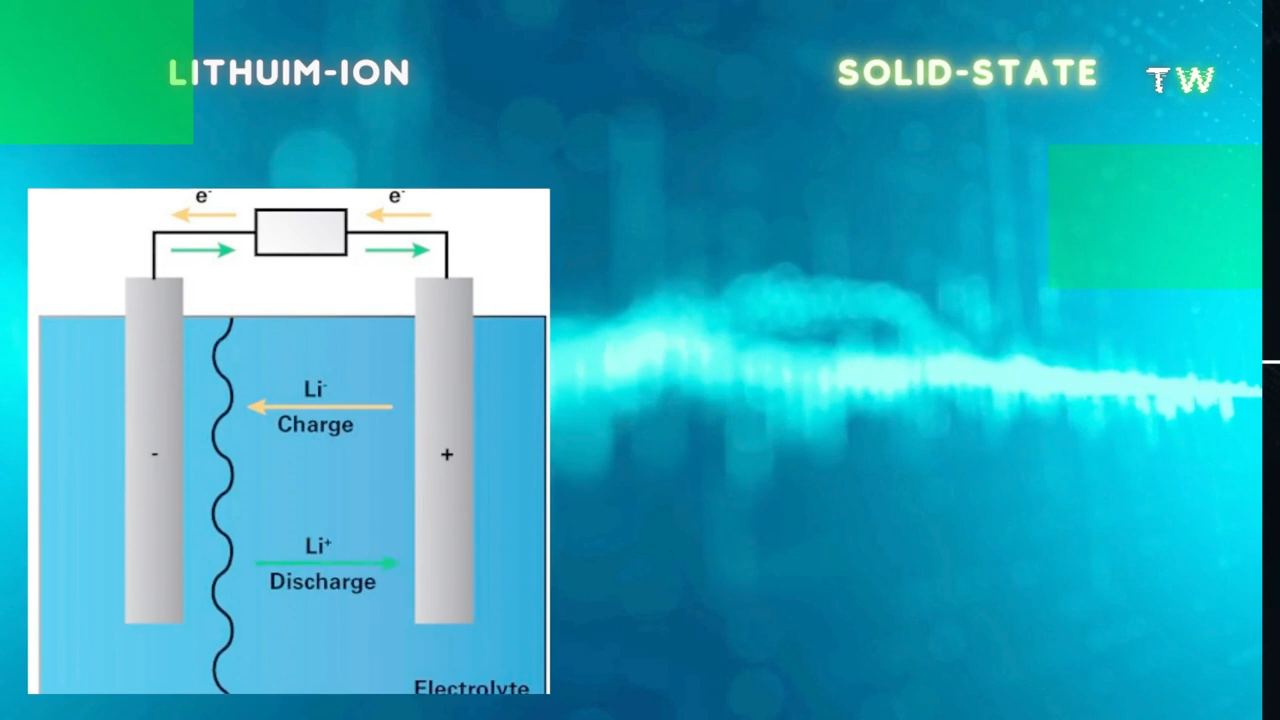 LITHUIM-ION
SOLID-STATE
TW
e-
e-
Li-
Charge
-
+
Li+
Discharge
Electrolyte